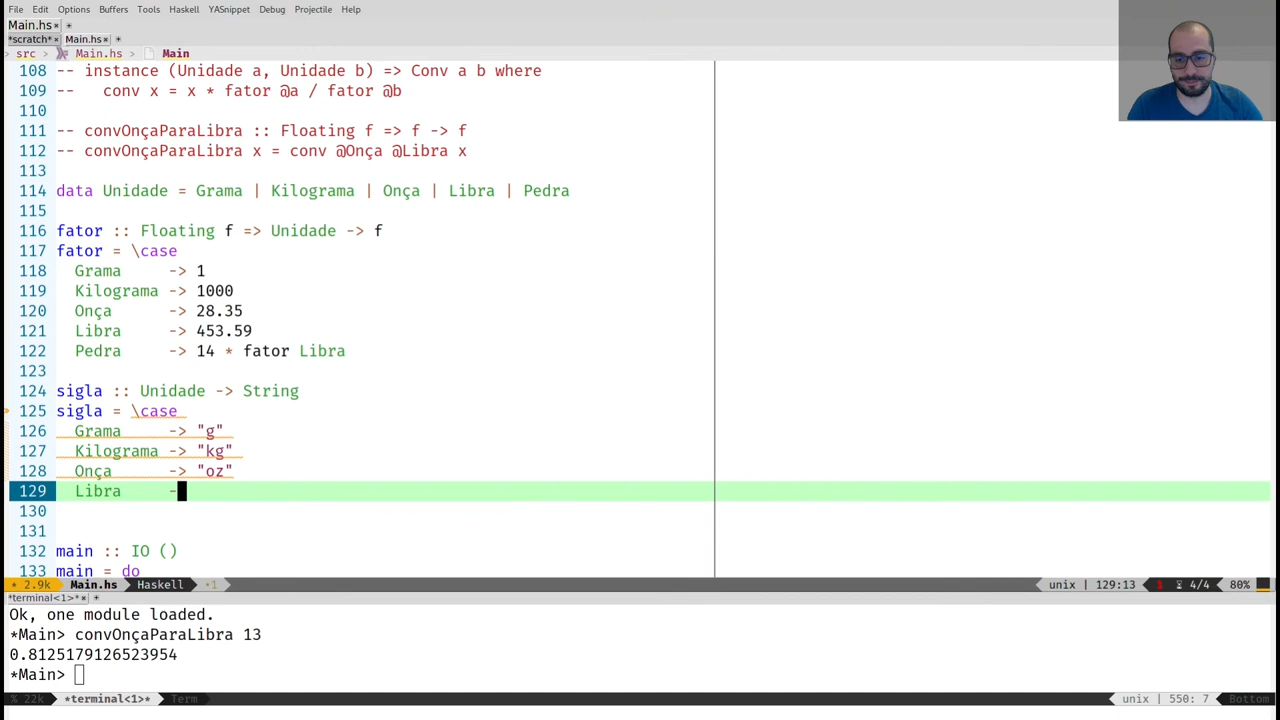 File Edit Options Buffers Tools Haskell YASnippet Debug Projectile Help
Main.hs× +
*scratch*× Main.hs× +
> src > Main.hs > Main
108 -- instance (Unidade a, Unidade b) => Conv a b where
109 --   conv x = x * fator @a / fator @b
110
111 -- convOnçaParaLibra :: Floating f => f -> f
112 -- convOnçaParaLibra x = conv @Onça @Libra x
113
114 data Unidade = Grama | Kilograma | Onça | Libra | Pedra
115
116 fator :: Floating f => Unidade -> f
117 fator = \case
118   Grama     -> 1
119   Kilograma -> 1000
120   Onça      -> 28.35
121   Libra     -> 453.59
122   Pedra     -> 14 * fator Libra
123
124 sigla :: Unidade -> String
125 sigla = \case
126   Grama     -> "g"
127   Kilograma -> "kg"
128   Onça      -> "oz"
129   Libra     -
130
131
132 main :: IO ()
133 main = do
* 2.9k Main.hs Haskell •1 unix | 129:13 4/4 80%
*terminal<1>*× +
Ok, one module loaded.
*Main> convOnçaParaLibra 13
0.8125179126523954
*Main>
% 22k *terminal<1>* Term unix | 550: 7 Bottom